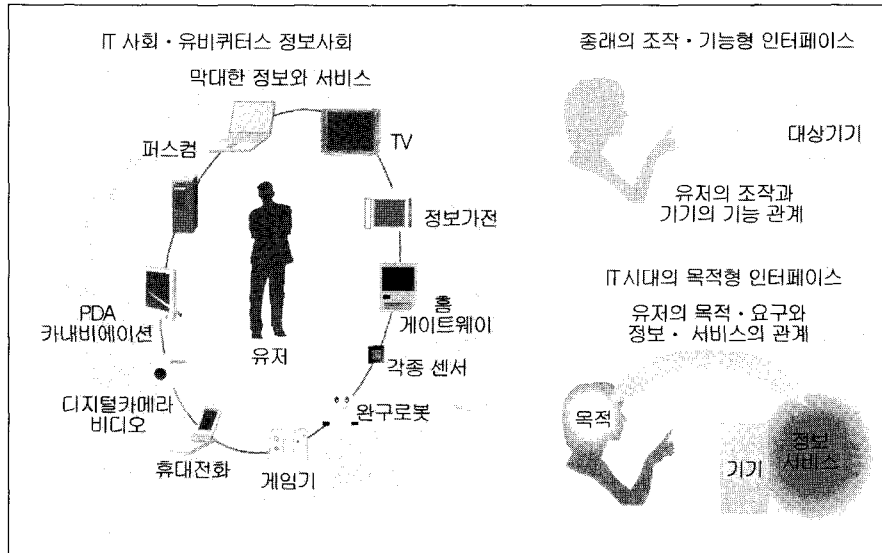 IT 사회・유비퀴터스 정보사회
막대한 정보와 서비스
퍼스컴
TV
정보가전
홈
게이트웨이
각종 센서
완구로봇
게임기
휴대전화
디지털카메라
비디오
PDA
카내비에이션
유저
종래의 조작・기능형 인터페이스
대상기기
유저의 조작과
기기의 기능 관계
IT시대의 목적형 인터페이스
유저의 목적・요구와
정보・서비스의 관계
목적
기기
정보
서비스